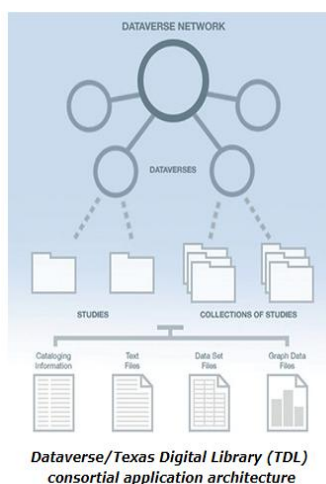 DATAVERSE NETWORK
DATAVERSES
STUDIES
COLLECTIONS OF STUDIES
Cataloging
Information
Text
Files
Data Set
Files
Graph Data
Files
Dataverse/Texas Digital Library (TDL)
consortial application architecture